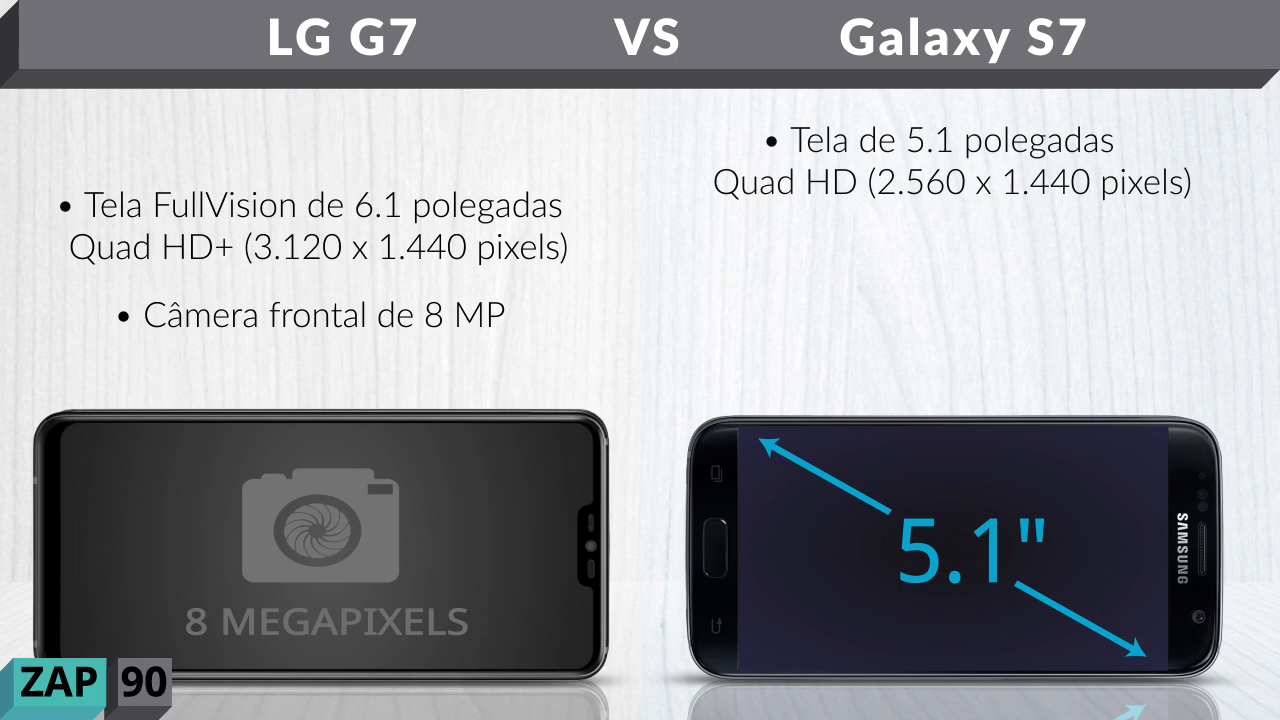 LG G7
VS
Galaxy S7
• Tela FullVision de 6.1 polegadas
Quad HD+ (3.120 x 1.440 pixels)
• Câmera frontal de 8 MP
8 MEGAPIXELS
• Tela de 5.1 polegadas
Quad HD (2.560 x 1.440 pixels)
5.1"
SAMSUNG
ZAP 90